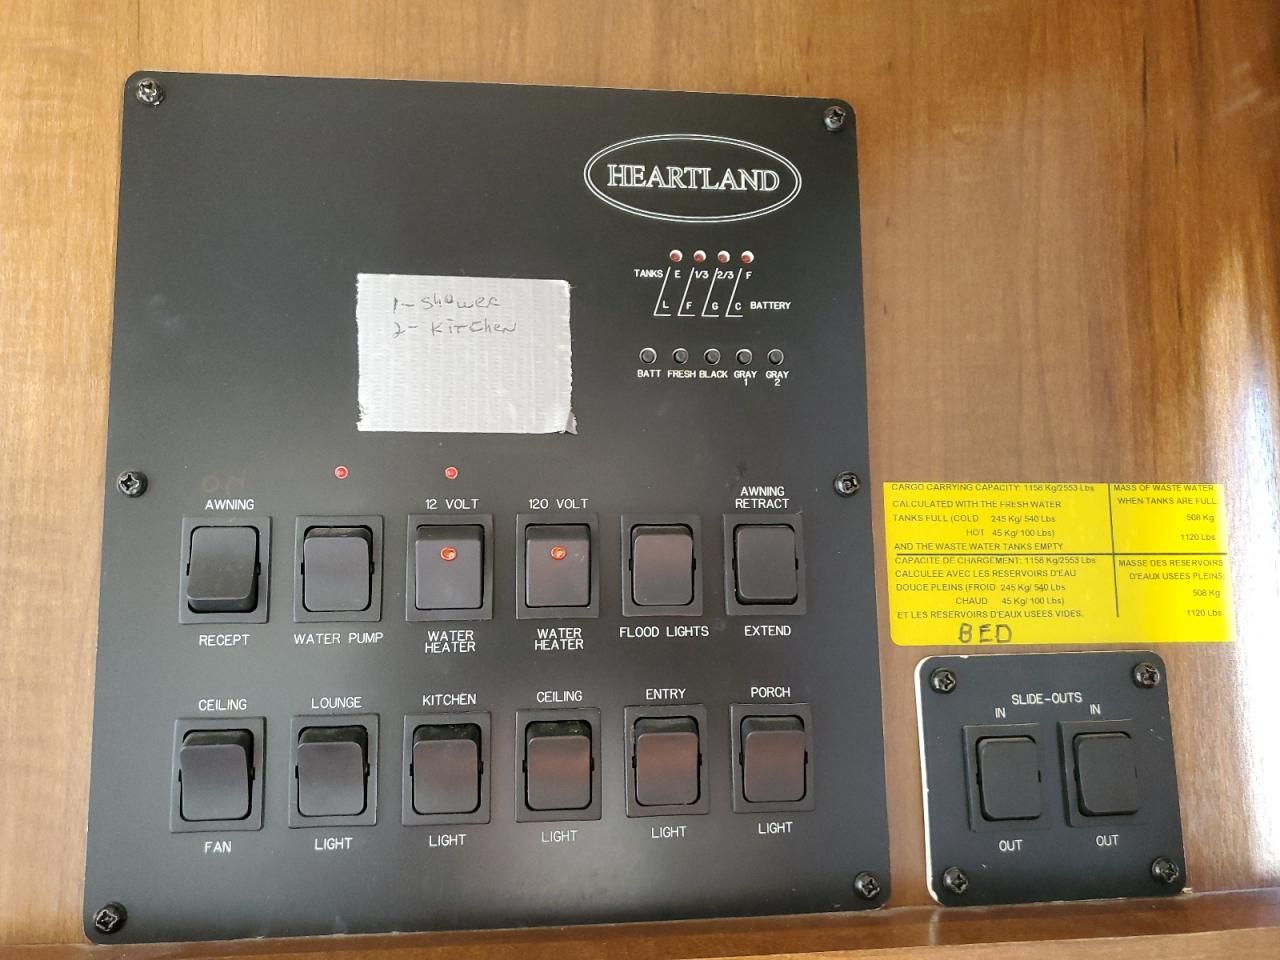 HEARTLAND
TANKS E 1/3 2/3 F
L F G C BATTERY
BATT FRESH BLACK GRAY 1 GRAY 2
1- Shower
2- Kitchen
ON
AWNING 12 VOLT 120 VOLT AWNING RETRACT
RECEPT WATER PUMP WATER HEATER WATER HEATER FLOOD LIGHTS EXTEND
CEILING LOUNGE KITCHEN CEILING ENTRY PORCH
FAN LIGHT LIGHT LIGHT LIGHT LIGHT
CARGO CARRYING CAPACITY: 1158 Kg/2553 Lbs
CALCULATED WITH THE FRESH WATER
TANKS FULL (COLD 245 Kg/ 540 Lbs
HOT 45 Kg/ 100 Lbs)
AND THE WASTE WATER TANKS EMPTY
MASS OF WASTE WATER
WHEN TANKS ARE FULL:
508 Kg
1120 Lbs
CAPACITE DE CHARGEMENT: 1158 Kg/2553 Lbs
CALCULEE AVEC LES RESERVOIRS D'EAU
DOUCE PLEINS (FROID 245 Kg/ 540 Lbs
CHAUD 45 Kg/ 100 Lbs)
ET LES RESERVOIRS D'EAUX USEES VIDES.
MASSE DES RESERVOIRS
D'EAUX USEES PLEINS:
508 Kg
1120 Lbs
BED
SLIDE-OUTS
IN IN
OUT OUT